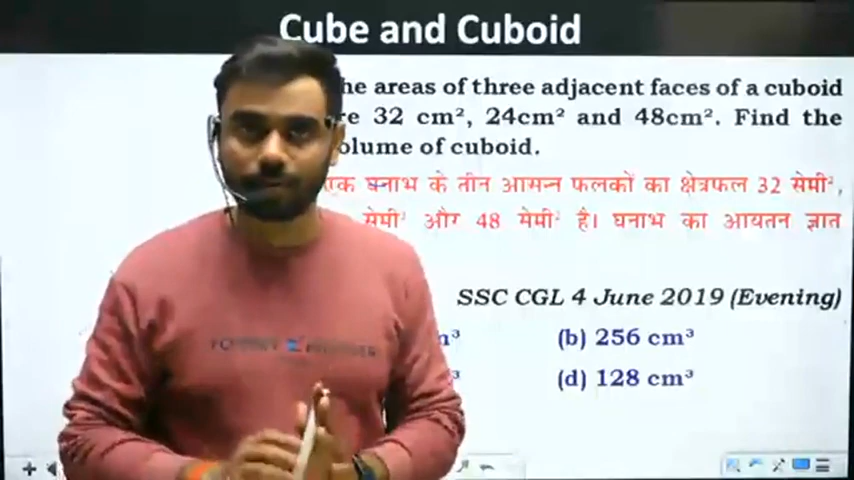 Cube and Cuboid
he areas of three adjacent faces of a cuboid
re 32 cm², 24cm² and 48cm². Find the
olume of cuboid.
एक घनाभ के तीन आसन्न फलकों का क्षेत्रफल 32 सेमी²,
सेमी² और 48 सेमी² है। घनाभ का आयतन ज्ञात
SSC CGL 4 June 2019 (Evening)
(b) 256 cm³
(d) 128 cm³